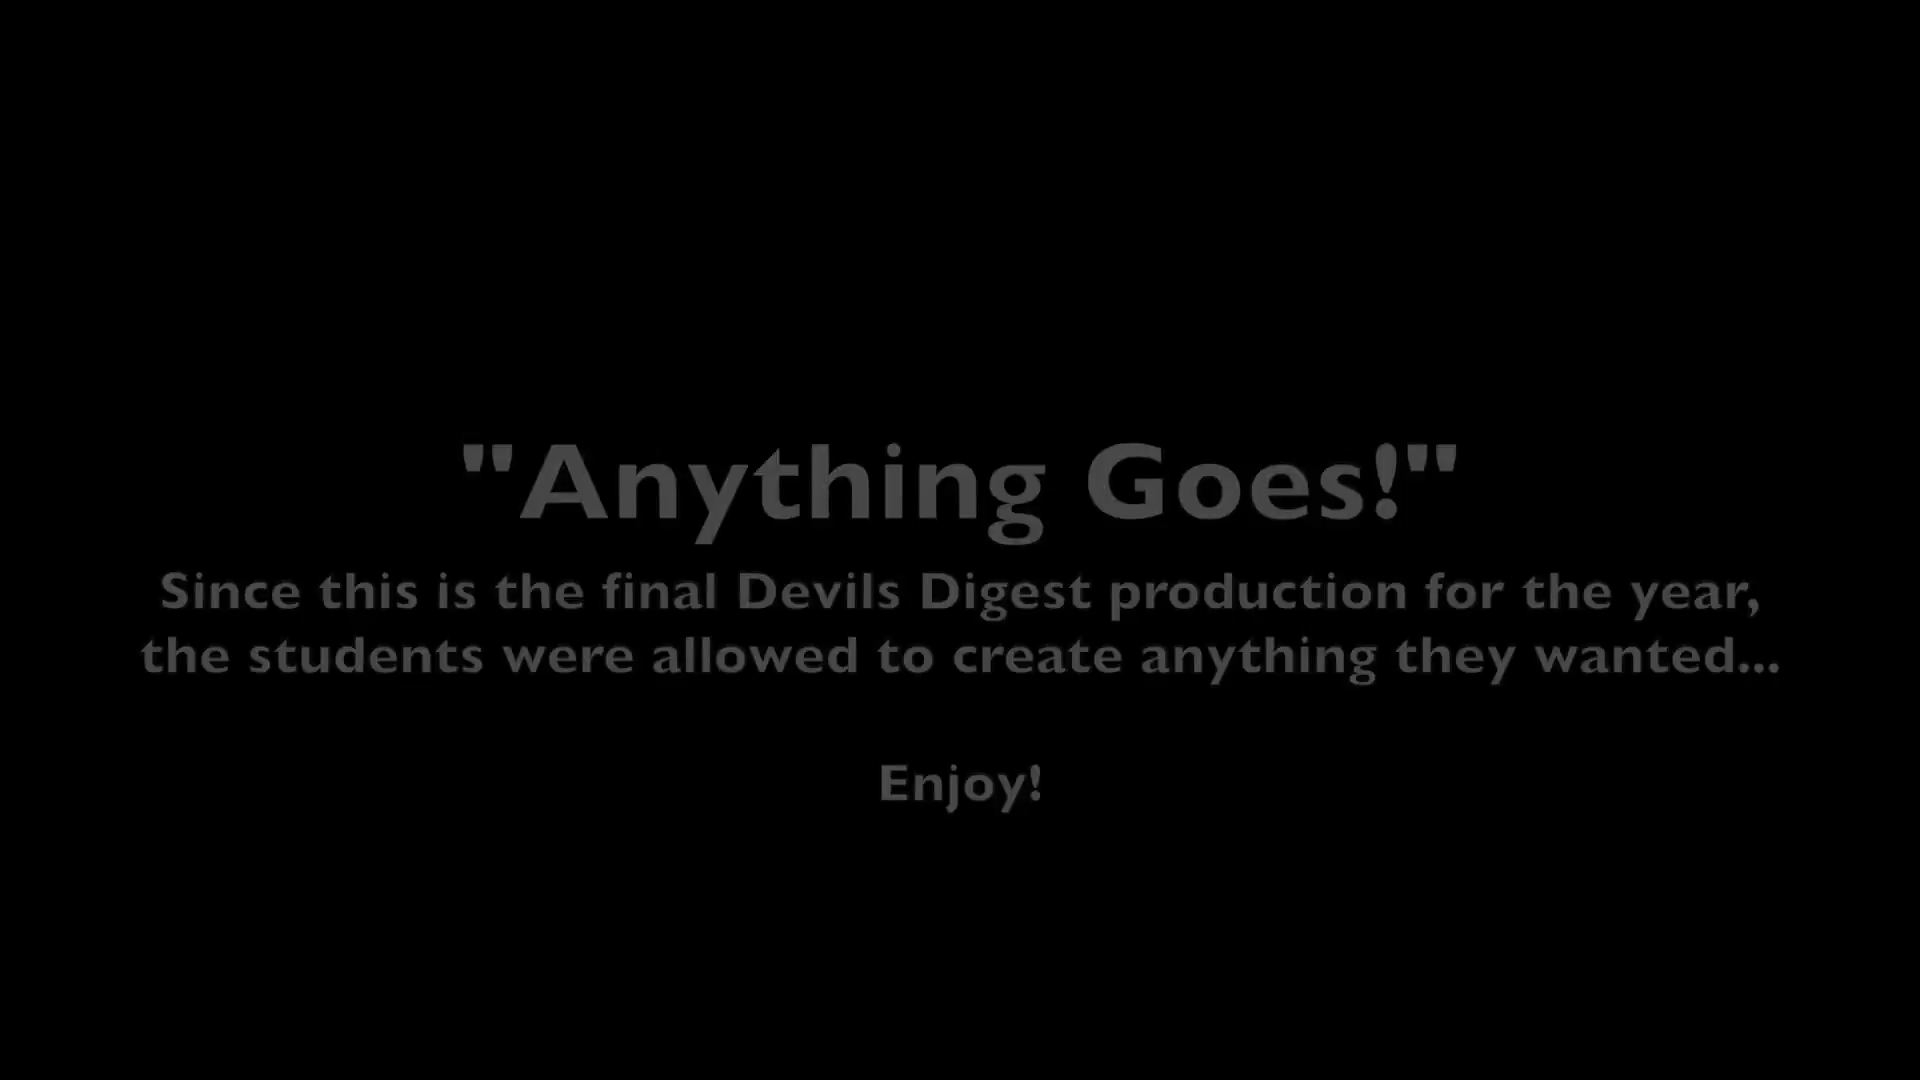 "Anything Goes!"
Since this is the final Devils Digest production for the year,
the students were allowed to create anything they wanted...
Enjoy!